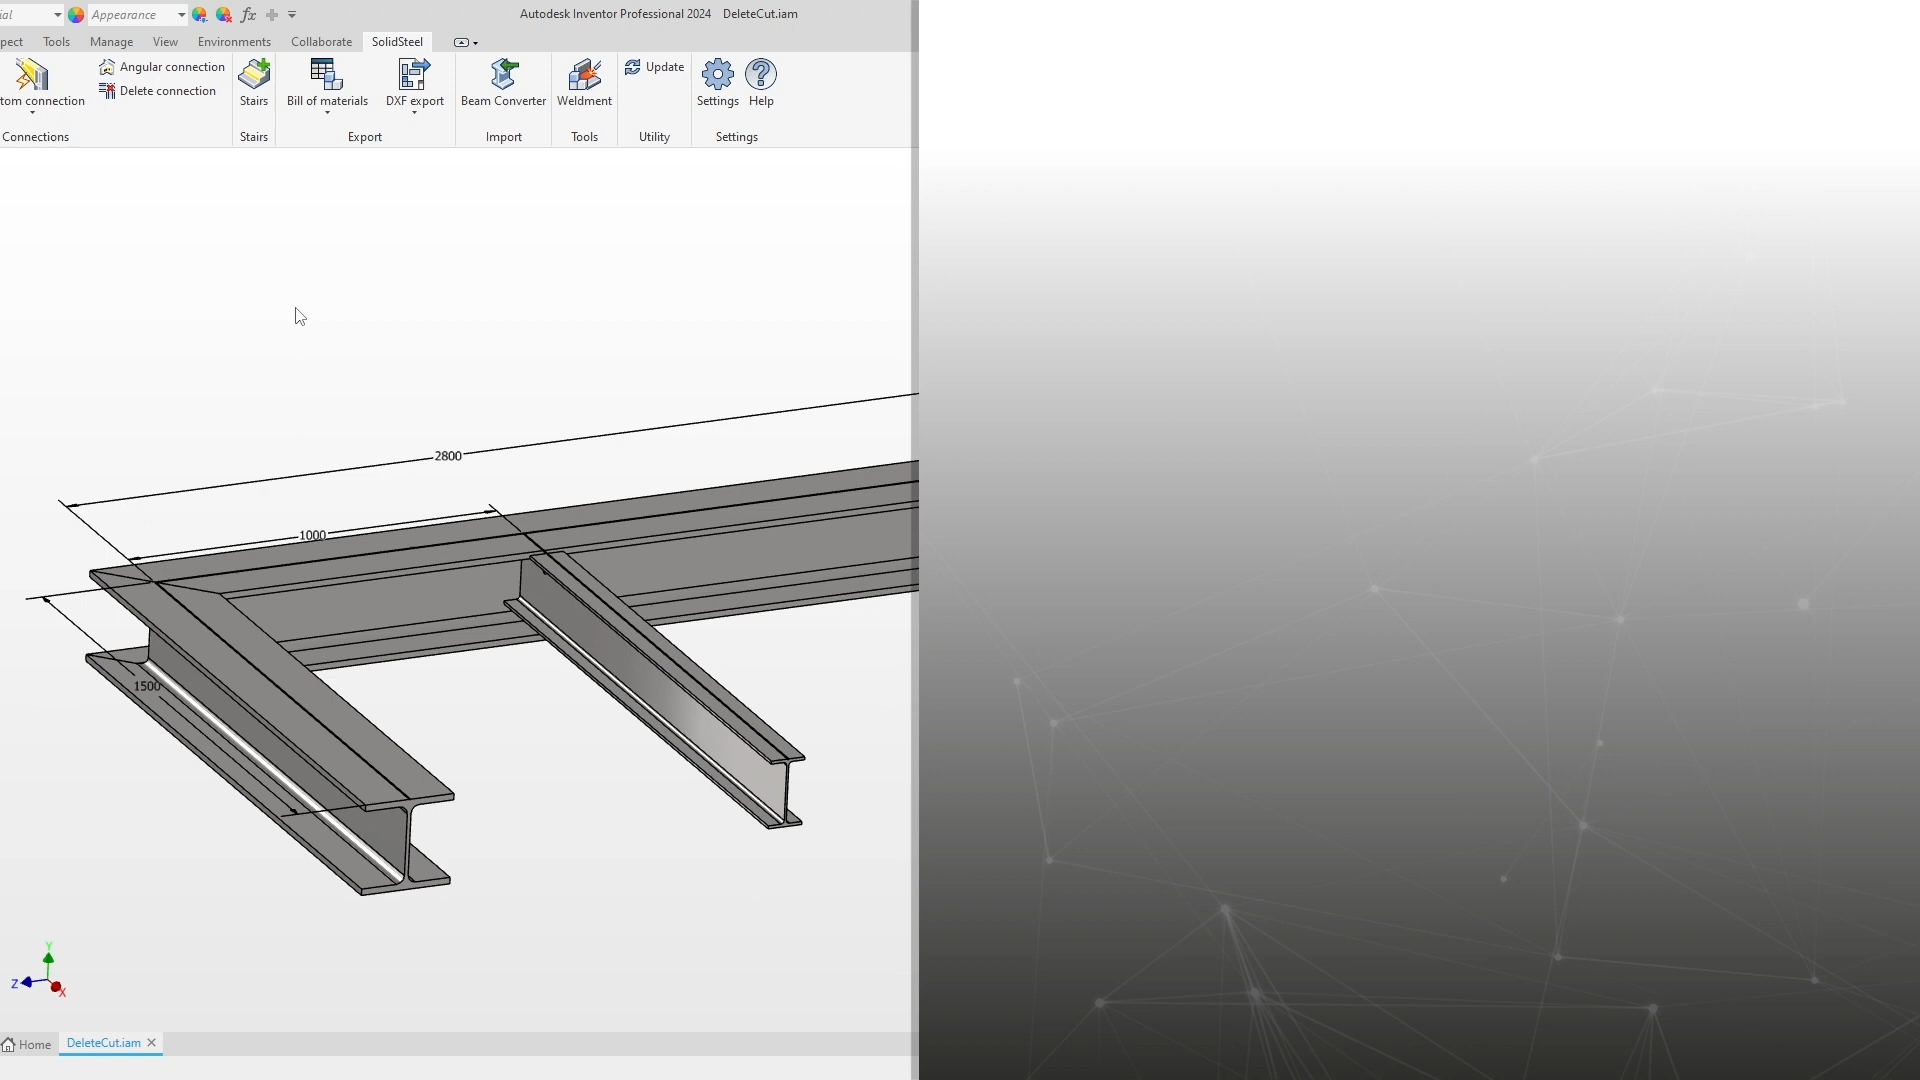 ial Appearance fx Autodesk Inventor Professional 2024 DeleteCut.iam
pect Tools Manage View Environments Collaborate SolidSteel
tom connection
Angular connection
Delete connection
Stairs
Bill of materials
DXF export
Beam Converter
Weldment
Update
Settings
Help
Connections Stairs Export Import Tools Utility Settings
2800
1000
1500
Y
Z
X
Home DeleteCut.iam